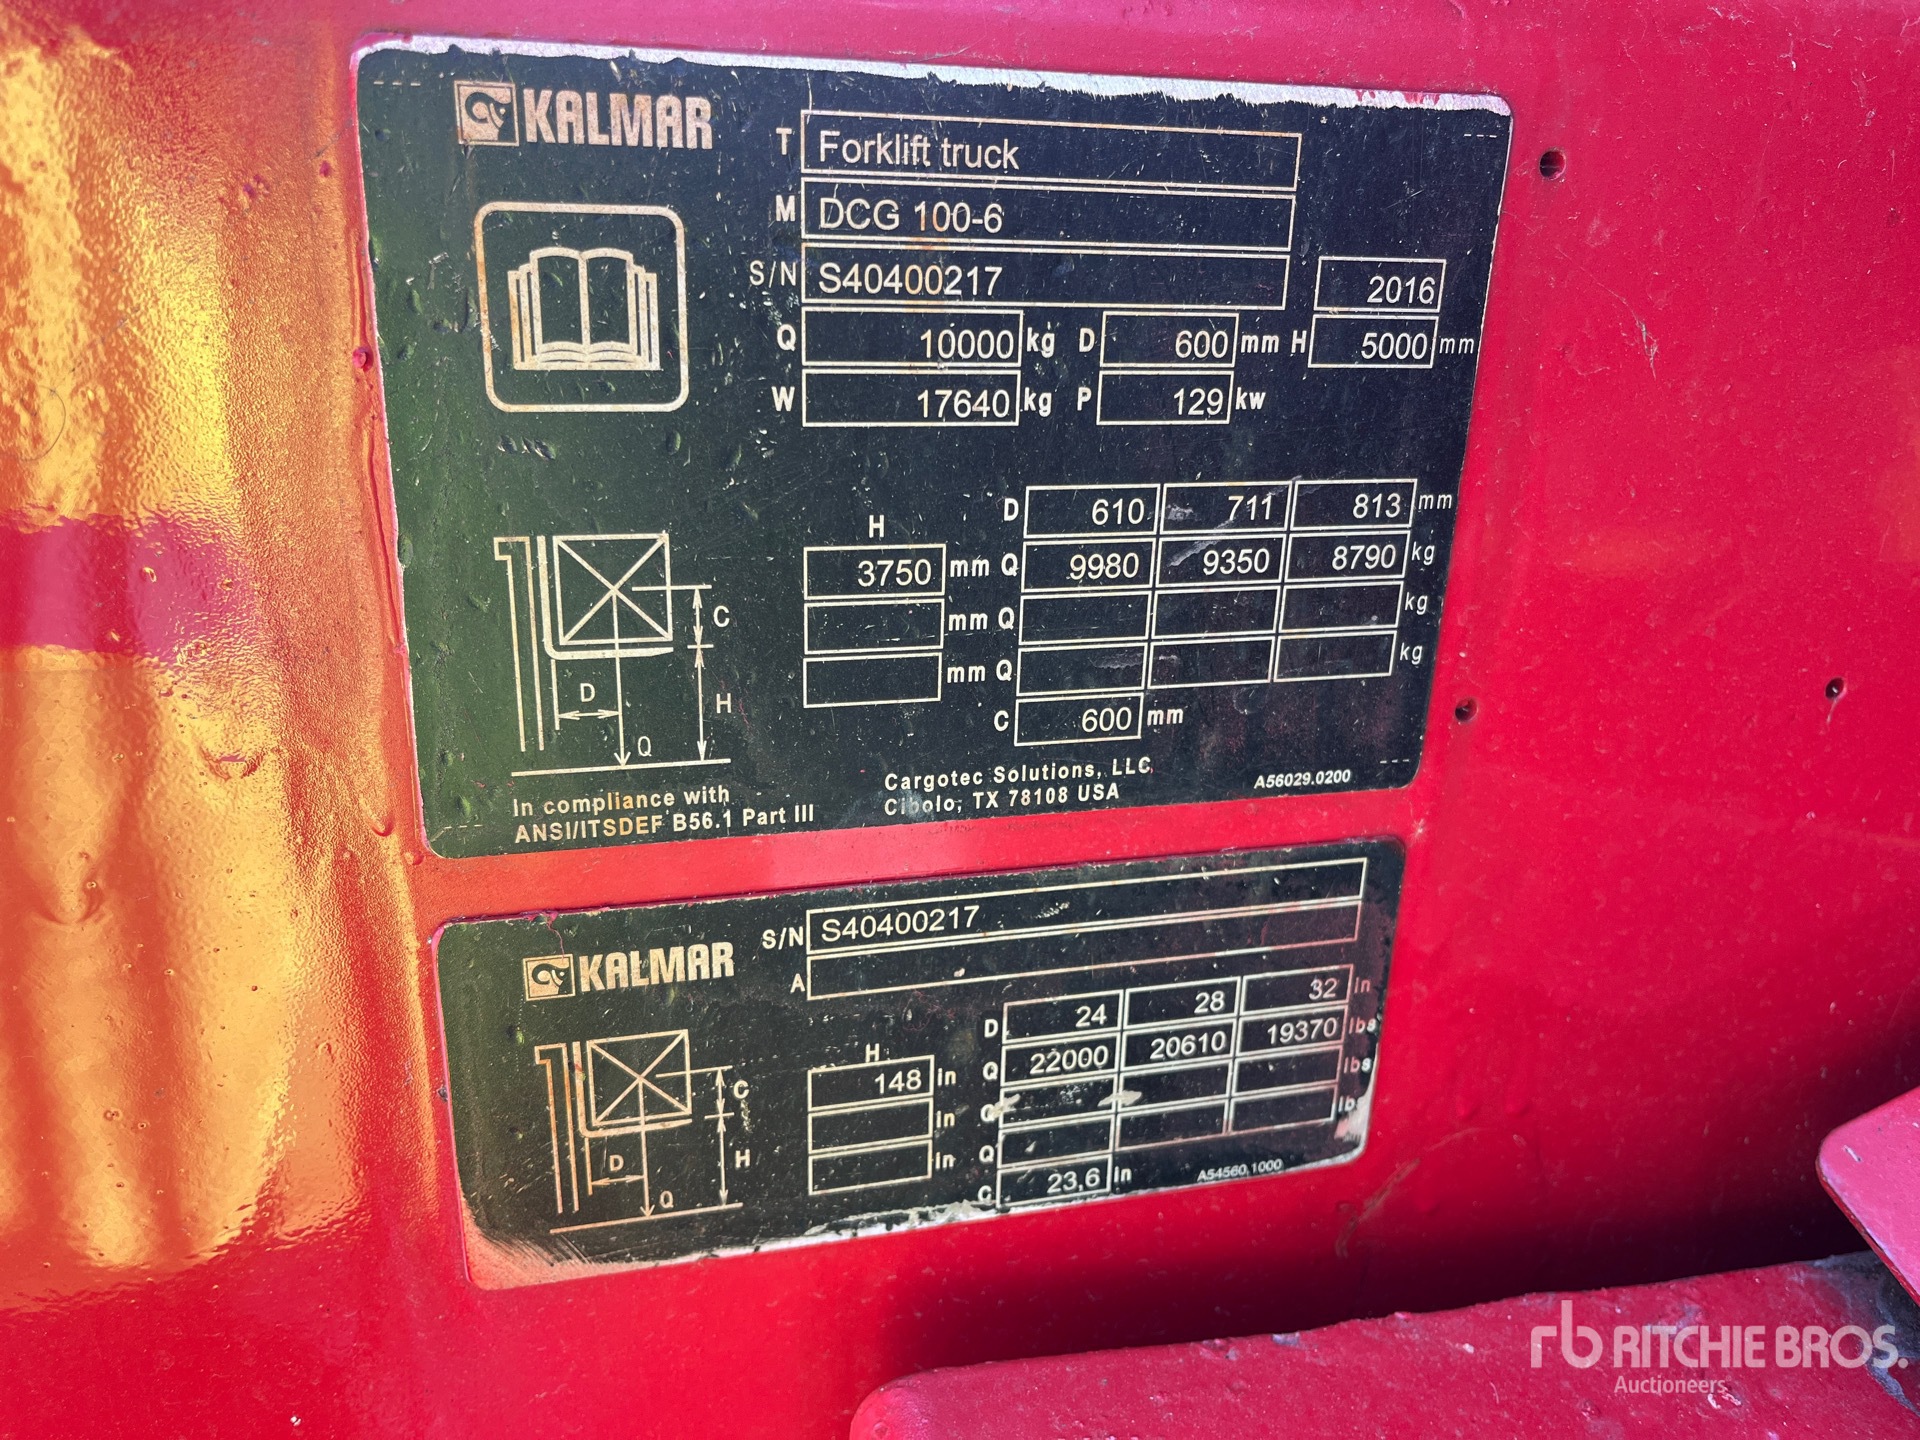 KALMAR
T Forklift truck
M DCG 100-6
S/N S40400217 2016
Q 10000 kg D 600 mm H 5000 mm
W 17640 kg P 129 kw
D 610 711 813 mm
H
3750 mm Q 9980 9350 8790 kg
mm Q kg
mm Q kg
C 600 mm
C
D
H
Q
In compliance with
ANSI/ITSDEF B56.1 Part III
Cargotec Solutions, LLC
Cibolo, TX 78108 USA
A56029.0200
KALMAR
S/N S40400217
A
D 24 28 32 in
H
148 in Q 22000 20610 19370 lbs
in Q lbs
in Q lbs
C 23,6 in
C
D
H
Q
A54560.1000
rb RITCHIE BROS.
Auctioneers